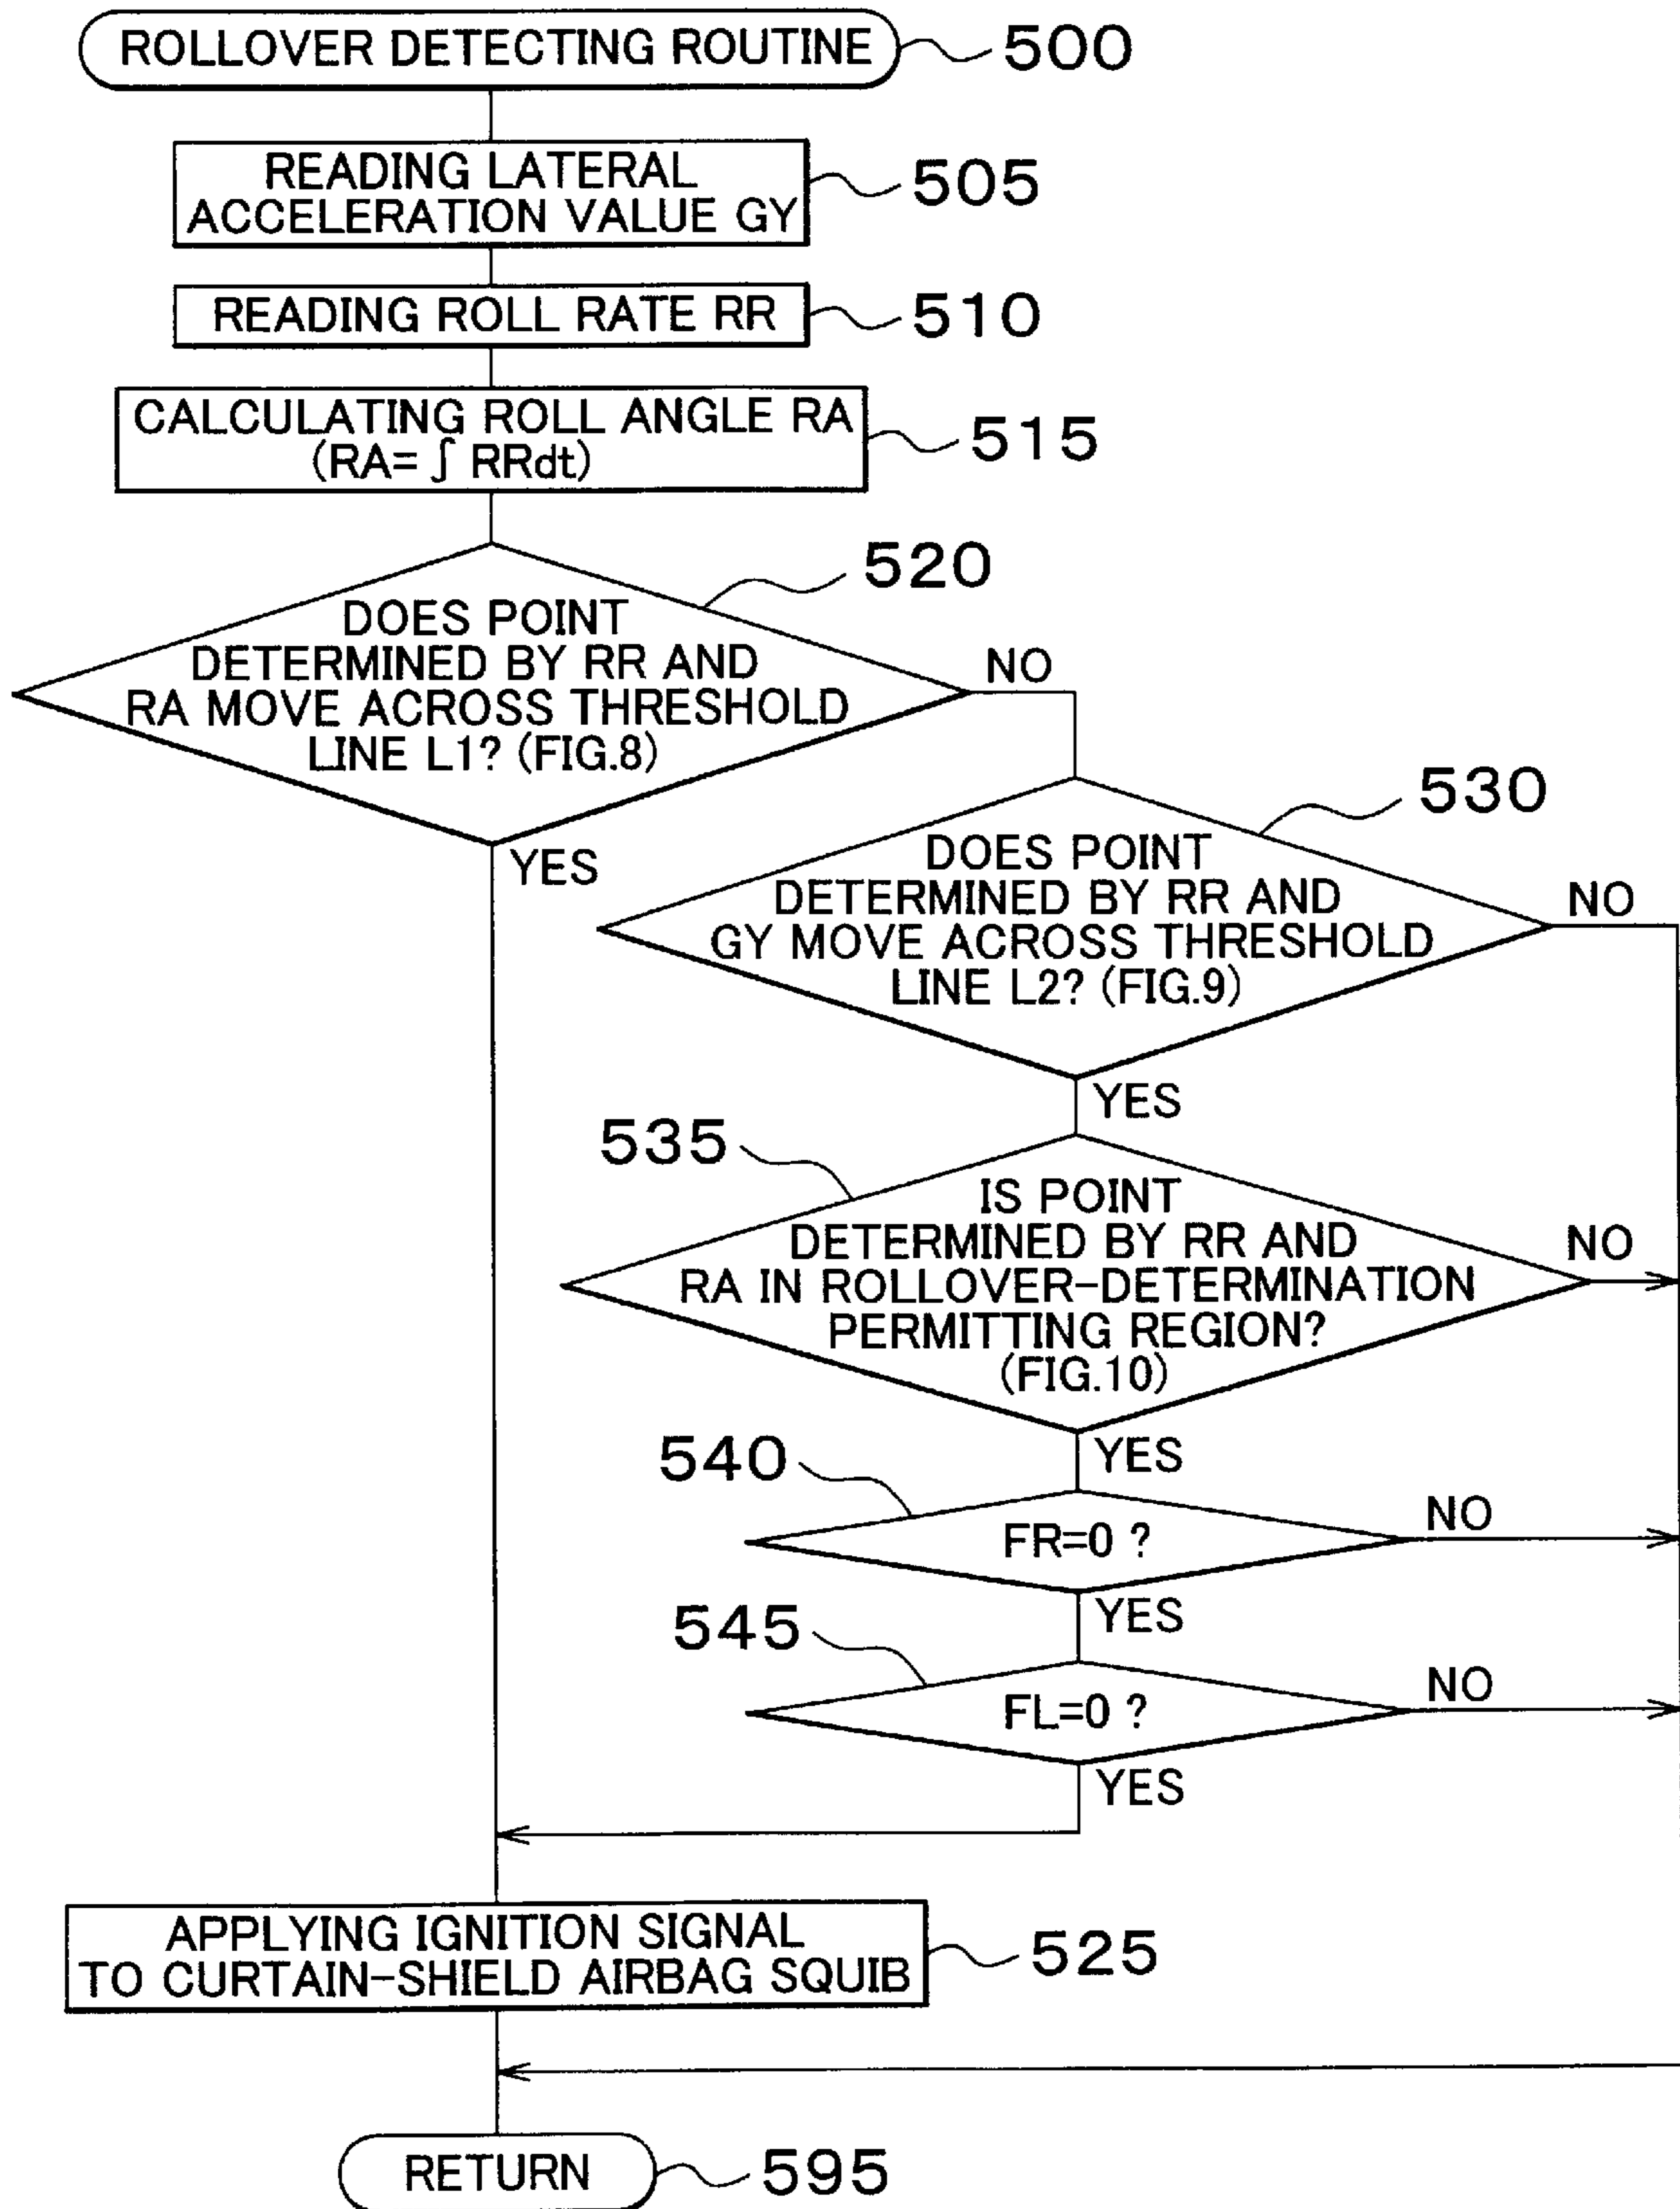 ROLLOVER DETECTING ROUTINE
500
READING LATERAL
ACCELERATION VALUE GY
505
READING ROLL RATE RR
510
CALCULATING ROLL ANGLE RA
(RA=∫RRdt)
515
520
DOES POINT
DETERMINED BY RR AND
RA MOVE ACROSS THRESHOLD
LINE L1? (FIG.8)
NO
YES
530
DOES POINT
DETERMINED BY RR AND
GY MOVE ACROSS THRESHOLD
LINE L2? (FIG.9)
NO
YES
535
IS POINT
DETERMINED BY RR AND
RA IN ROLLOVER-DETERMINATION
PERMITTING REGION?
(FIG.10)
NO
YES
540
FR=0 ?
NO
YES
545
FL=0 ?
NO
YES
APPLYING IGNITION SIGNAL
TO CURTAIN-SHIELD AIRBAG SQUIB
525
RETURN
595